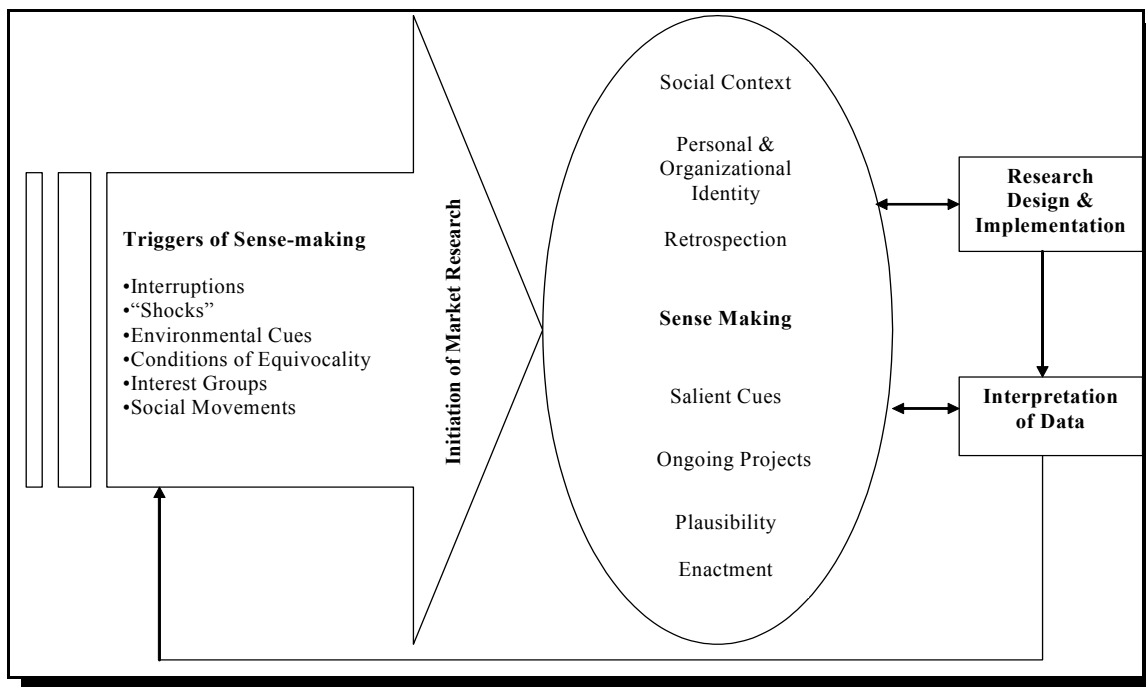 Triggers of Sense-making
•Interruptions
•“Shocks”
•Environmental Cues
•Conditions of Equivocality
•Interest Groups
•Social Movements
Initiation of Market Research
Social Context
Personal &
Organizational
Identity
Retrospection
Sense Making
Salient Cues
Ongoing Projects
Plausibility
Enactment
Research
Design &
Implementation
Interpretation
of Data